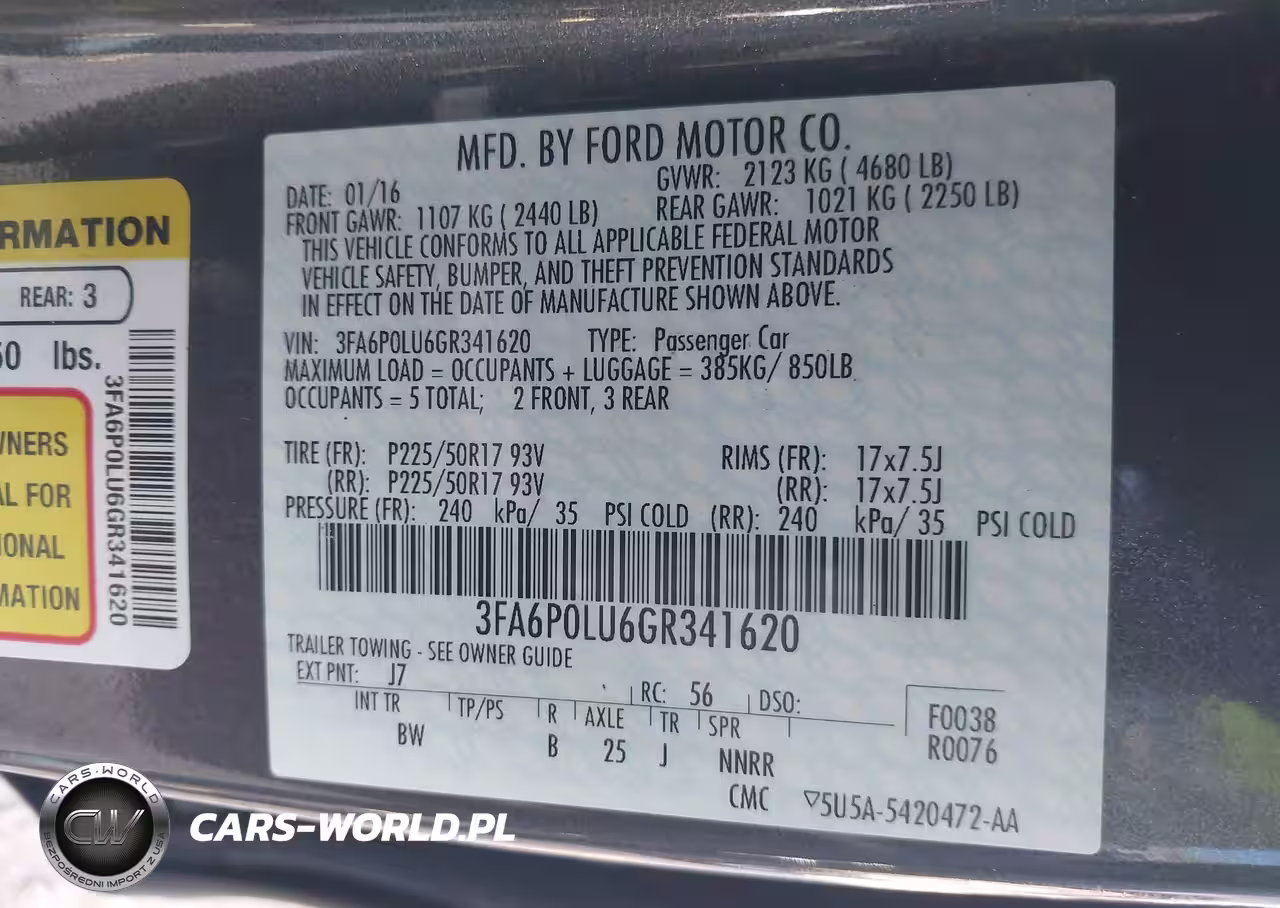 RMATION
REAR: 3
60 lbs.
3FA6P0LU6GR341620
WNERS
AL FOR
IONAL
MATION
MFD. BY FORD MOTOR CO.
DATE: 01/16 GVWR: 2123 KG ( 4680 LB)
FRONT GAWR: 1107 KG ( 2440 LB) REAR GAWR: 1021 KG ( 2250 LB)
THIS VEHICLE CONFORMS TO ALL APPLICABLE FEDERAL MOTOR
VEHICLE SAFETY, BUMPER, AND THEFT PREVENTION STANDARDS
IN EFFECT ON THE DATE OF MANUFACTURE SHOWN ABOVE.
VIN: 3FA6P0LU6GR341620 TYPE: Passenger Car
MAXIMUM LOAD = OCCUPANTS + LUGGAGE = 385KG/ 850LB
OCCUPANTS = 5 TOTAL; 2 FRONT, 3 REAR
TIRE (FR): P225/50R17 93V RIMS (FR): 17x7.5J
(RR): P225/50R17 93V (RR): 17x7.5J
PRESSURE (FR): 240 kPa/ 35 PSI COLD (RR): 240 kPa/ 35 PSI COLD
3FA6P0LU6GR341620
TRAILER TOWING - SEE OWNER GUIDE
EXT PNT: J7 RC: 56 DSO:
INT TR TP/PS R AXLE TR SPR F0038
BW B 25 J NNRR R0076
CMC ▽5U5A-5420472-AA
CARS-WORLD
CW
BEZPOŚREDNI IMPORT Z USA
CARS-WORLD.PL